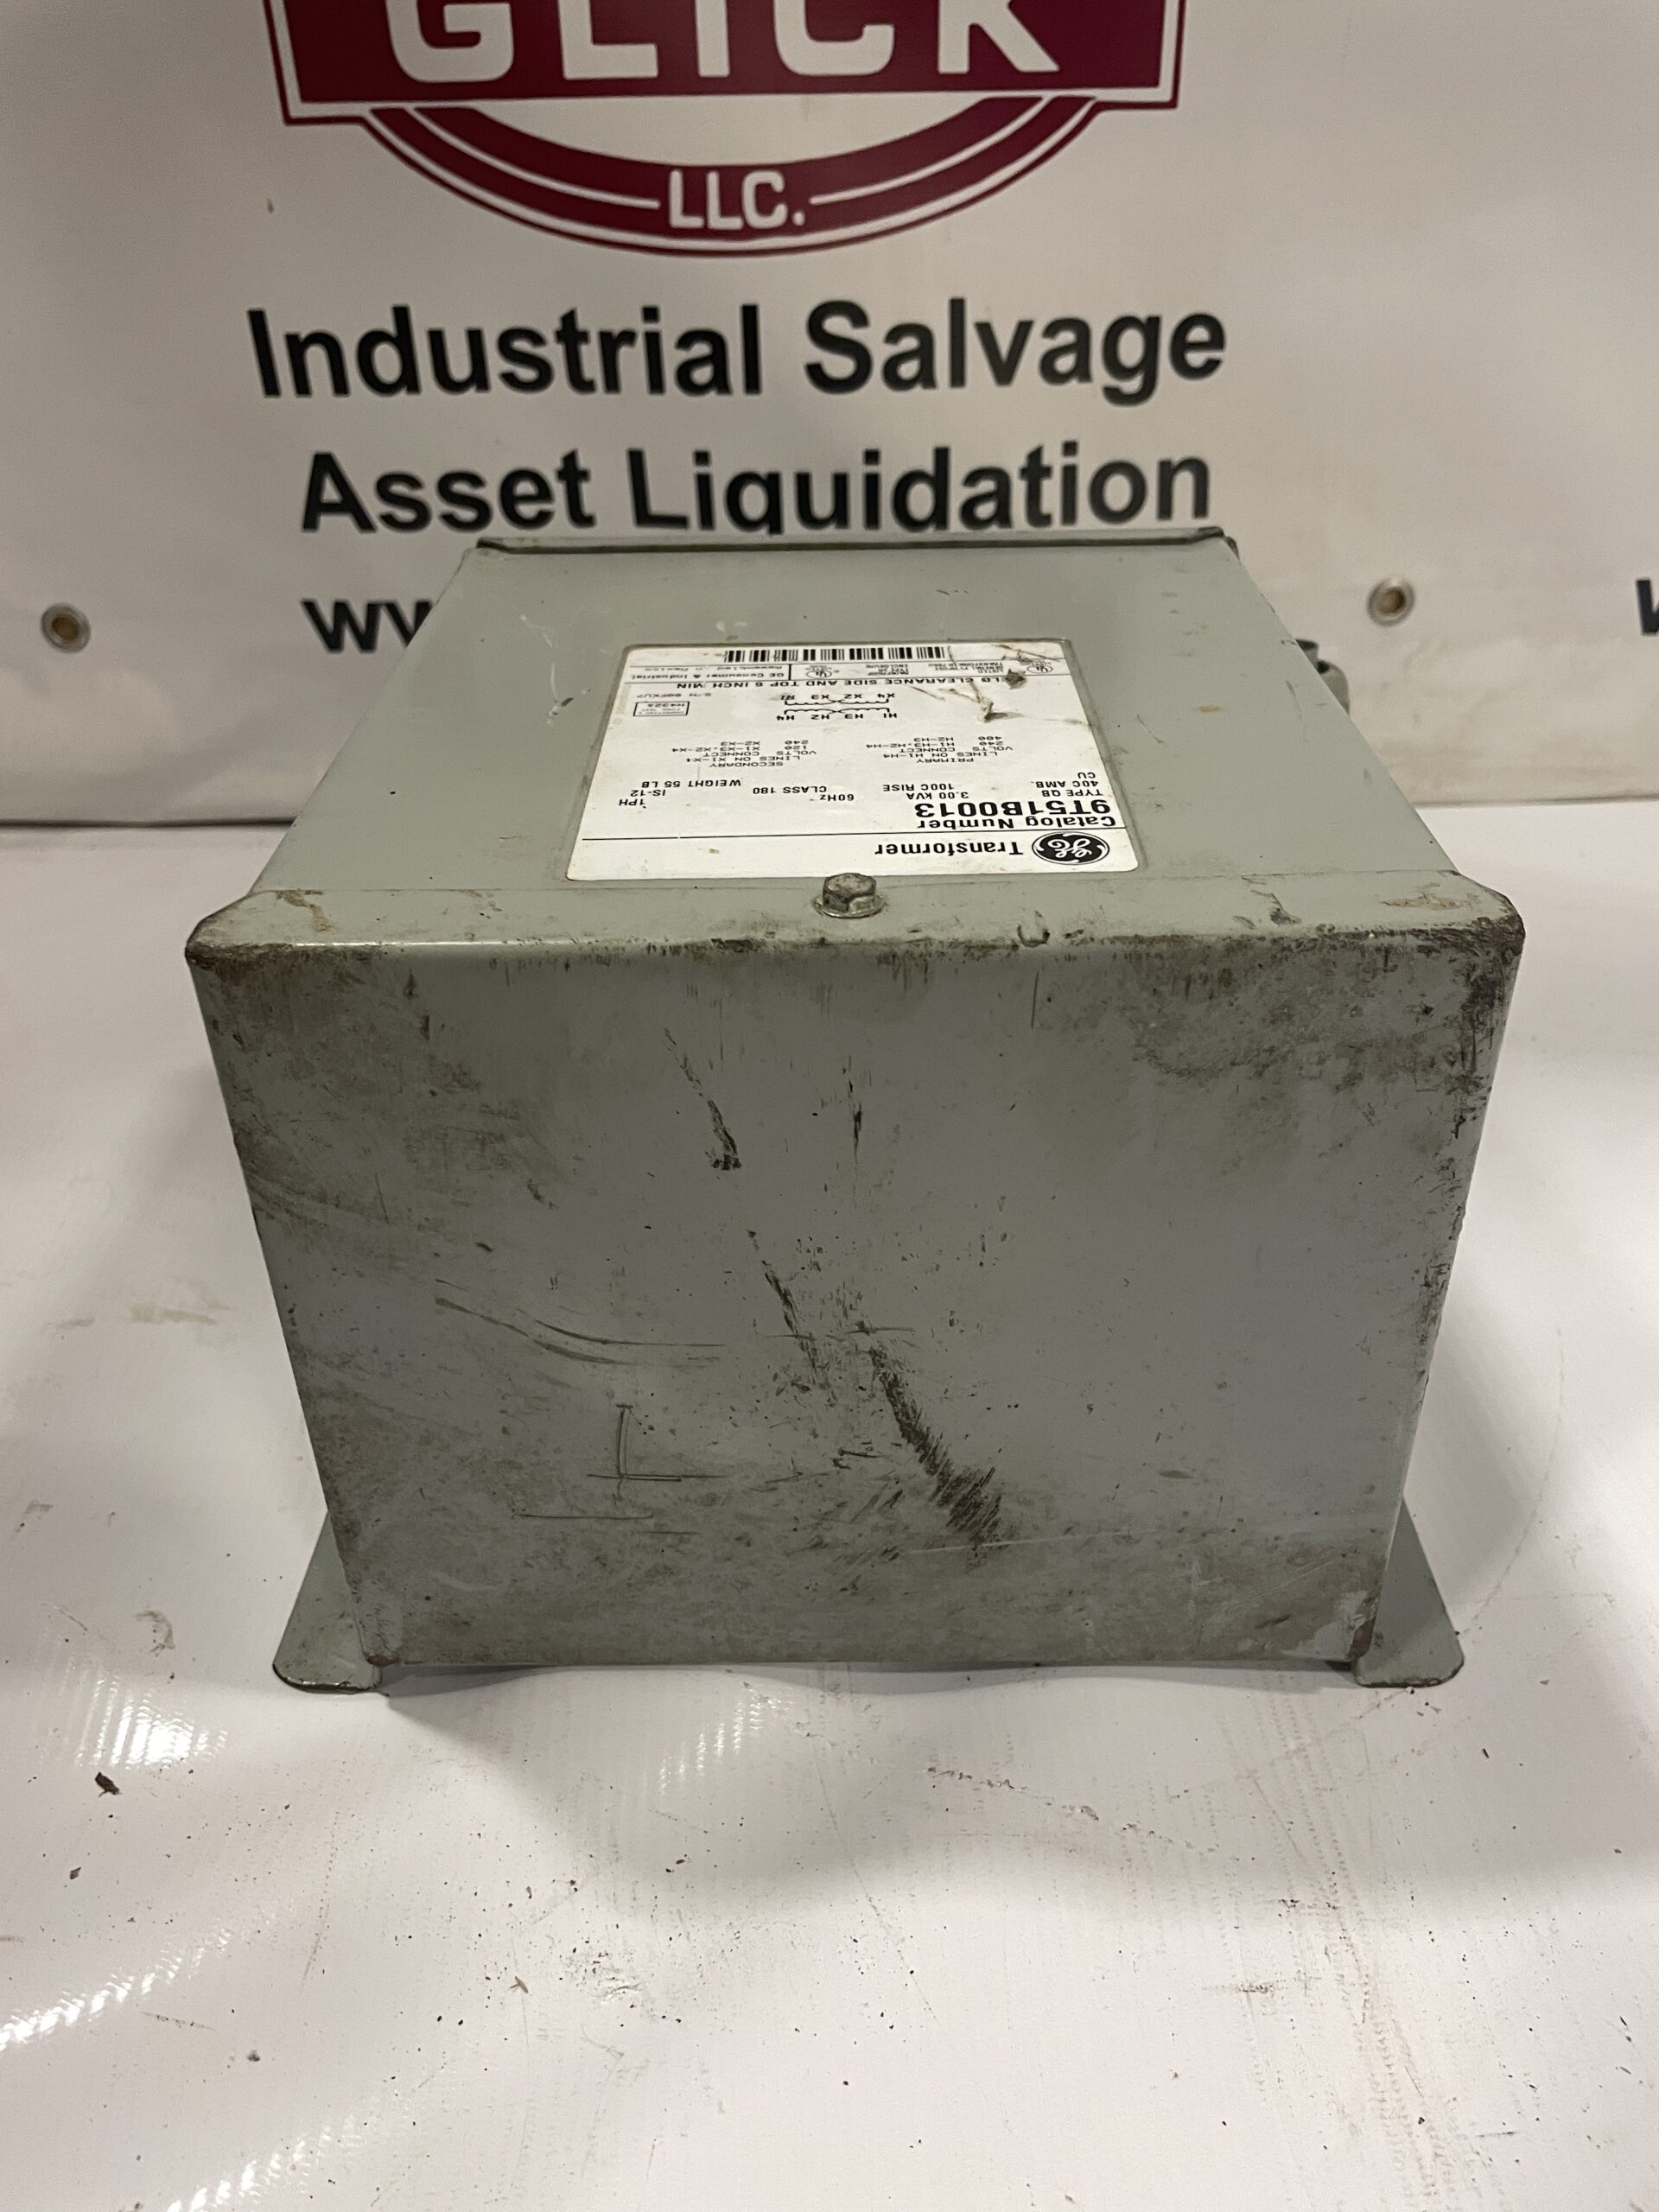 GLICK
LLC.
Industrial Salvage
Asset Liquidation
GE Transformer
Catalog Number
9T51B0013
TYPE QB 3.00 KVA 60Hz 1PH
40C AMB. 100C RISE CLASS 180 IS-12
CU WEIGHT 55 LB
PRIMARY SECONDARY
LINES ON H1-H4 LINES ON X1-X4
VOLTS CONNECT VOLTS CONNECT
240 H1-H3,H2-H4 120 X1-X3,X2-X4
480 H2-H3 240 X2-X3
H1 H3 H2 H4
X4 X2 X3 X1
CLEARANCE SIDE AND TOP 6 INCH MIN
GE Consumer & Industrial